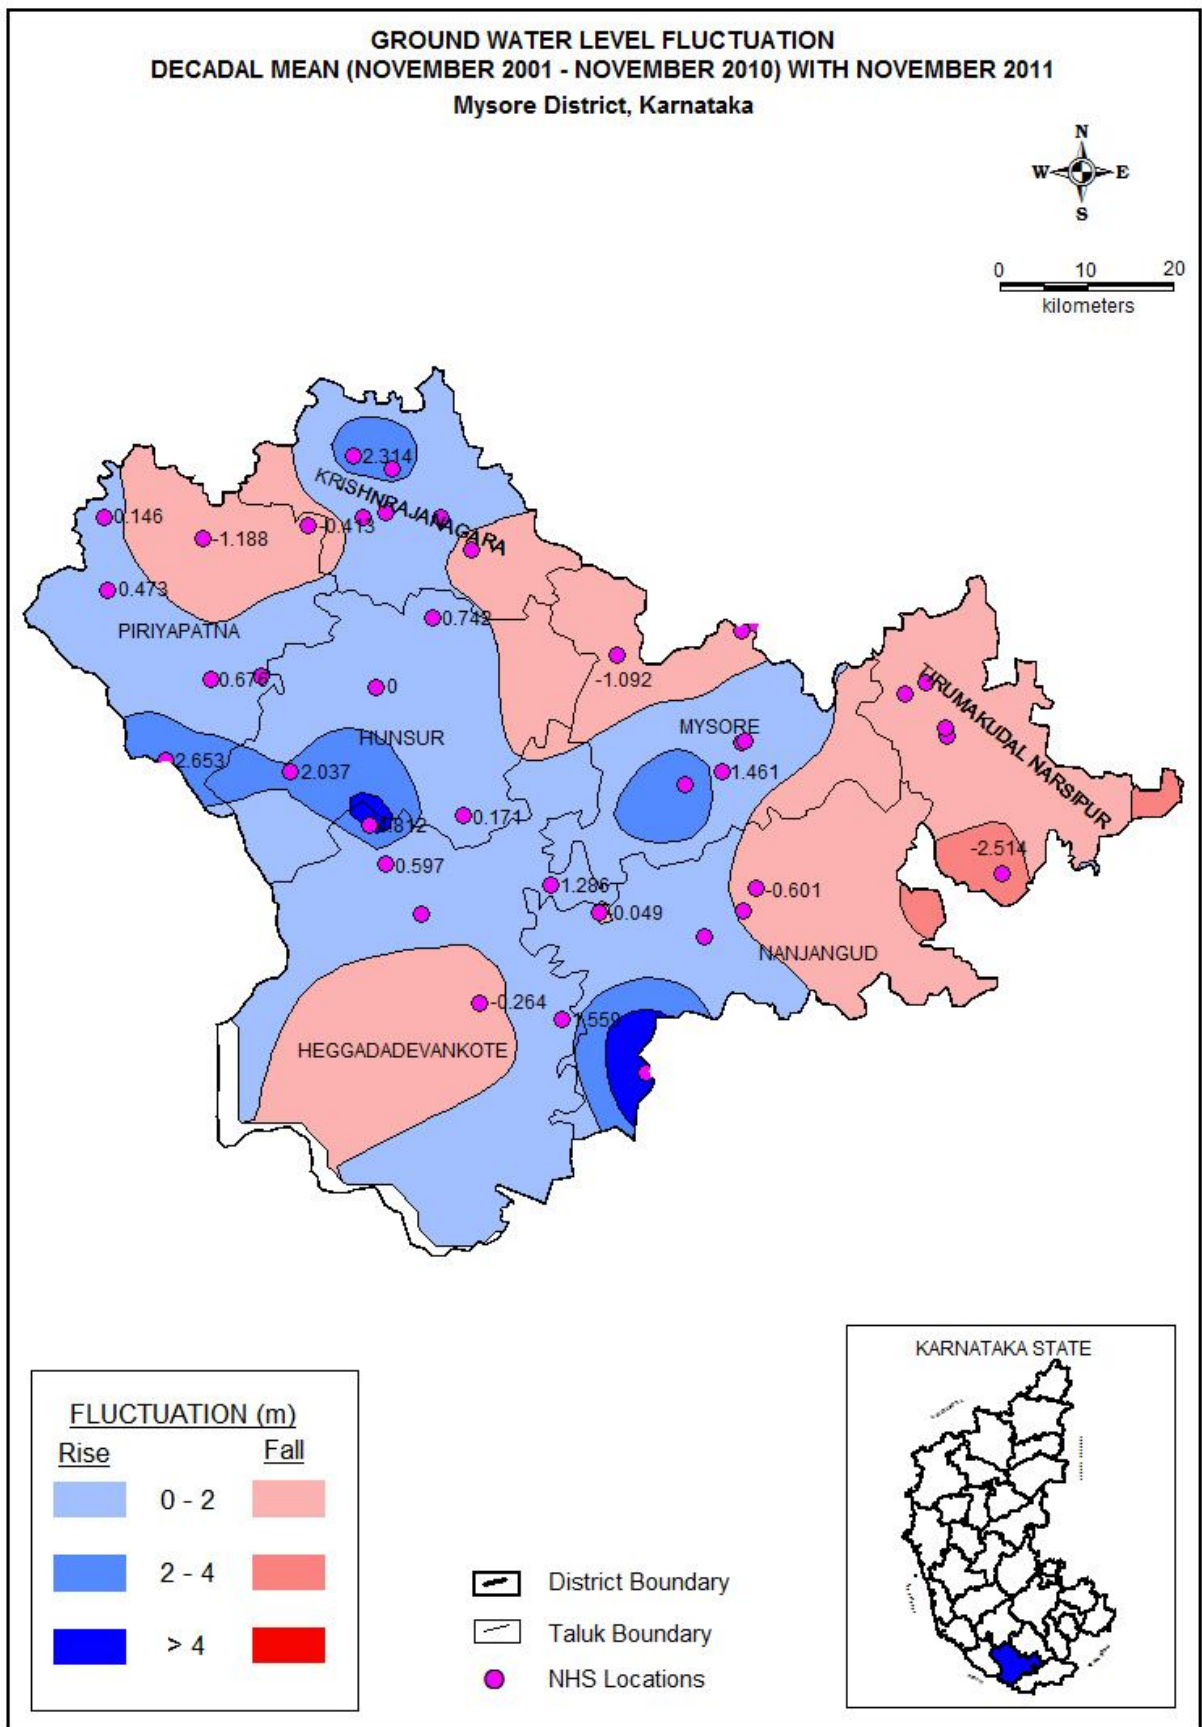 GROUND WATER LEVEL FLUCTUATION
DECADAL MEAN (NOVEMBER 2001 - NOVEMBER 2010) WITH NOVEMBER 2011
Mysore District, Karnataka
N
W E
S
0 10 20
kilometers
2.314
KRISHNRAJANAGARA
0.146
-1.188
-0.413
0.473
PIRIYAPATNA
0.742
0.676
0
-1.092
TIRUMAKUDAL NARSIPUR
HUNSUR
MYSORE
2.653
2.037
1.461
0.171
-2.514
0.597
1.286
-0.601
-0.049
NANJANGUD
-0.264
HEGGADADEVANKOTE
KARNATAKA STATE
FLUCTUATION (m)
Rise Fall
0 - 2
2 - 4
> 4
District Boundary
Taluk Boundary
NHS Locations